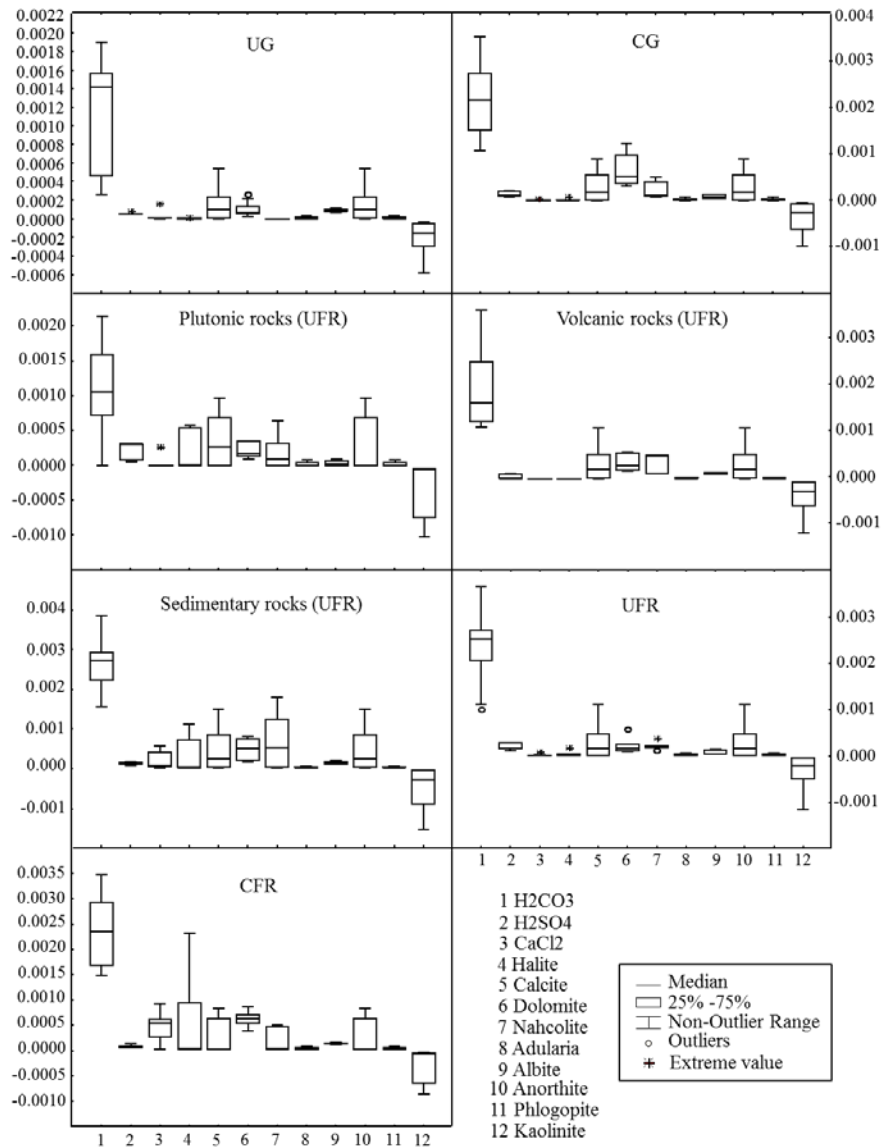 UG
0.0022
0.0020
0.0018
0.0016
0.0014
0.0012
0.0010
0.0008
0.0006
0.0004
0.0002
0.0000
-0.0002
-0.0004
-0.0006
CG
0.004
0.003
0.002
0.001
0.000
-0.001
Plutonic rocks (UFR)
0.0020
0.0015
0.0010
0.0005
0.0000
-0.0005
-0.0010
Volcanic rocks (UFR)
0.003
0.002
0.001
0.000
-0.001
Sedimentary rocks (UFR)
0.004
0.003
0.002
0.001
0.000
-0.001
UFR
0.003
0.002
0.001
0.000
-0.001
1 2 3 4 5 6 7 8 9 10 11 12
CFR
0.0035
0.0030
0.0025
0.0020
0.0015
0.0010
0.0005
0.0000
-0.0005
-0.0010
1 2 3 4 5 6 7 8 9 10 11 12
1 H2CO3
2 H2SO4
3 CaCl2
4 Halite
5 Calcite
6 Dolomite
7 Nahcolite
8 Adularia
9 Albite
10 Anorthite
11 Phlogopite
12 Kaolinite
Median
25% -75%
Non-Outlier Range
Outliers
Extreme value